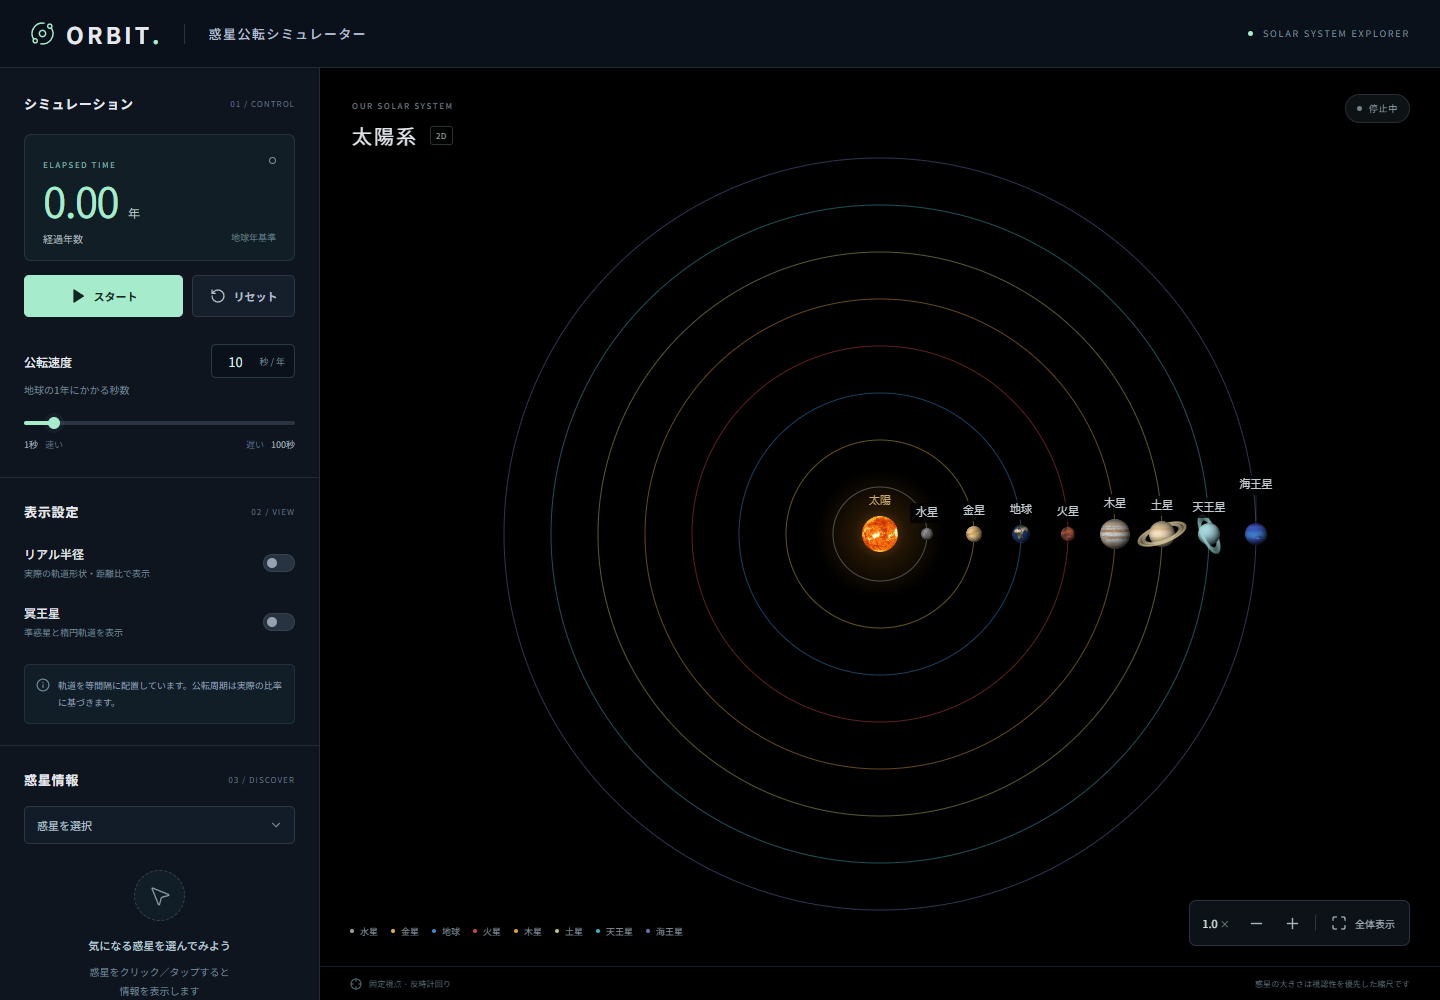 ORBIT.
惑星公転シミュレーター
SOLAR SYSTEM EXPLORER
シミュレーション
01 / CONTROL
ELAPSED TIME
0.00 年
経過年数
地球年基準
スタート
リセット
公転速度
10 秒 / 年
地球の1年にかかる秒数
1秒 速い
遅い 100秒
表示設定
02 / VIEW
リアル半径
実際の軌道形状・距離比で表示
冥王星
準惑星と楕円軌道を表示
軌道を等間隔に配置しています。公転周期は実際の比率
に基づきます。
惑星情報
03 / DISCOVER
惑星を選択
気になる惑星を選んでみよう
惑星をクリック／タップすると
情報を表示します
OUR SOLAR SYSTEM
太陽系 2D
停止中
太陽
水星
金星
地球
火星
木星
土星
天王星
海王星
水星 金星 地球 火星 木星 土星 天王星 海王星
1.0 ×
全体表示
固定視点・反時計回り
惑星の大きさは視認性を優先した縮尺です